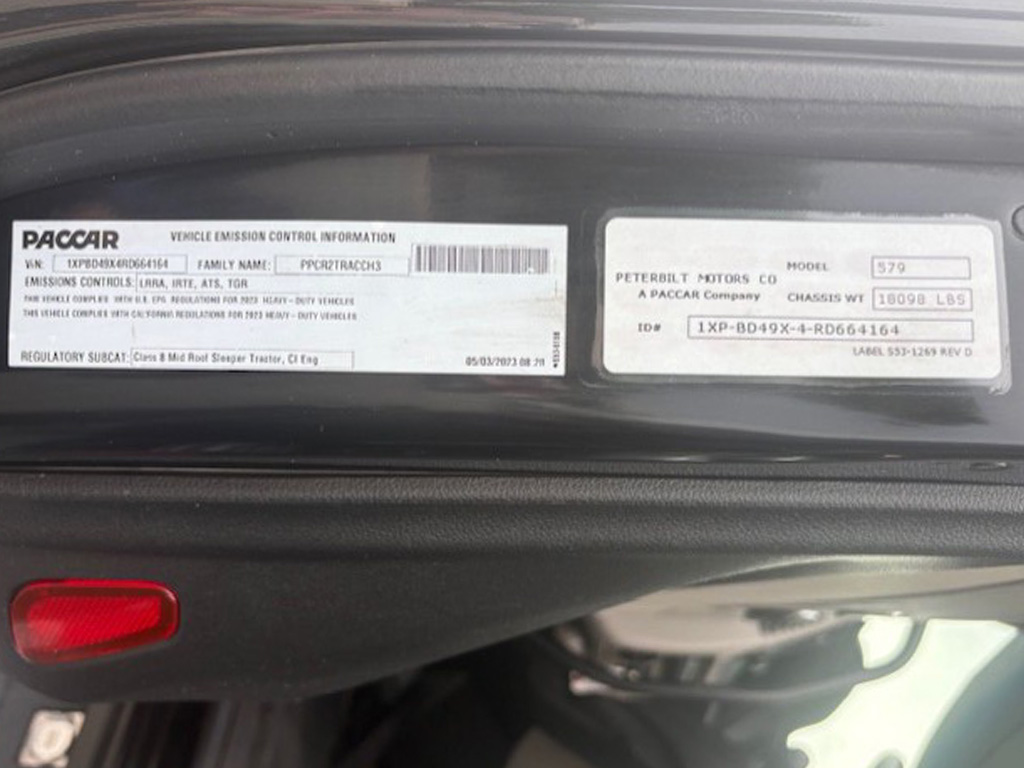 PACCAR VEHICLE EMISSION CONTROL INFORMATION
VIN: 1XPBD49X4RD664164 FAMILY NAME: PPCR2TRACCH3
EMISSIONS CONTROLS: LRRA, IRTE, ATS, TGR
THIS VEHICLE COMPLIES WITH U.S. EPA REGULATIONS FOR 2023 HEAVY-DUTY VEHICLES
THIS VEHICLE COMPLIES WITH CALIFORNIA REGULATIONS FOR 2023 HEAVY-DUTY VEHICLES
REGULATORY SUBCAT: Class 8 Mid Roof Sleeper Tractor, CI Eng
05/03/2023 08:20
PETERBILT MOTORS CO
A PACCAR Company
MODEL 579
CHASSIS WT 18098 LBS
ID# 1XP-BD49X-4-RD664164
LABEL S53-1269 REV D